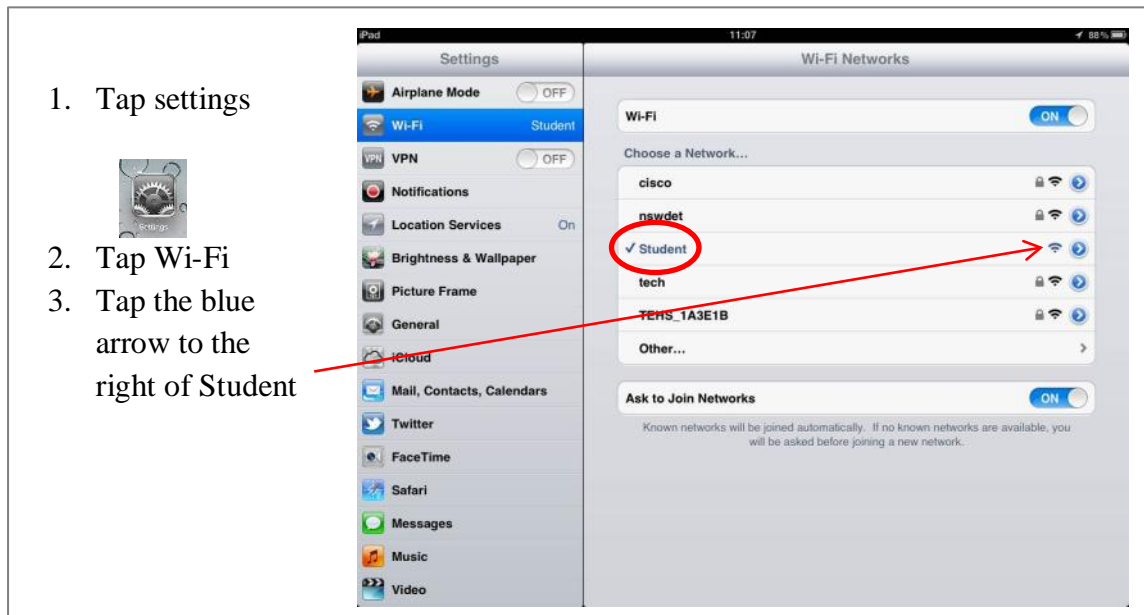 1. Tap settings
Settings
2. Tap Wi-Fi
3. Tap the blue
arrow to the
right of Student
iPad 11:07 88%
Settings
Airplane Mode OFF
Wi-Fi Student
VPN VPN OFF
Notifications
Location Services On
Brightness & Wallpaper
Picture Frame
General
iCloud
Mail, Contacts, Calendars
Twitter
FaceTime
Safari
Messages
Music
Video
Wi-Fi Networks
Wi-Fi ON
Choose a Network...
cisco
nswdet
✓ Student
tech
TEHS_1A3E1B
Other...
Ask to Join Networks ON
Known networks will be joined automatically. If no known networks are available, you
will be asked before joining a new network.